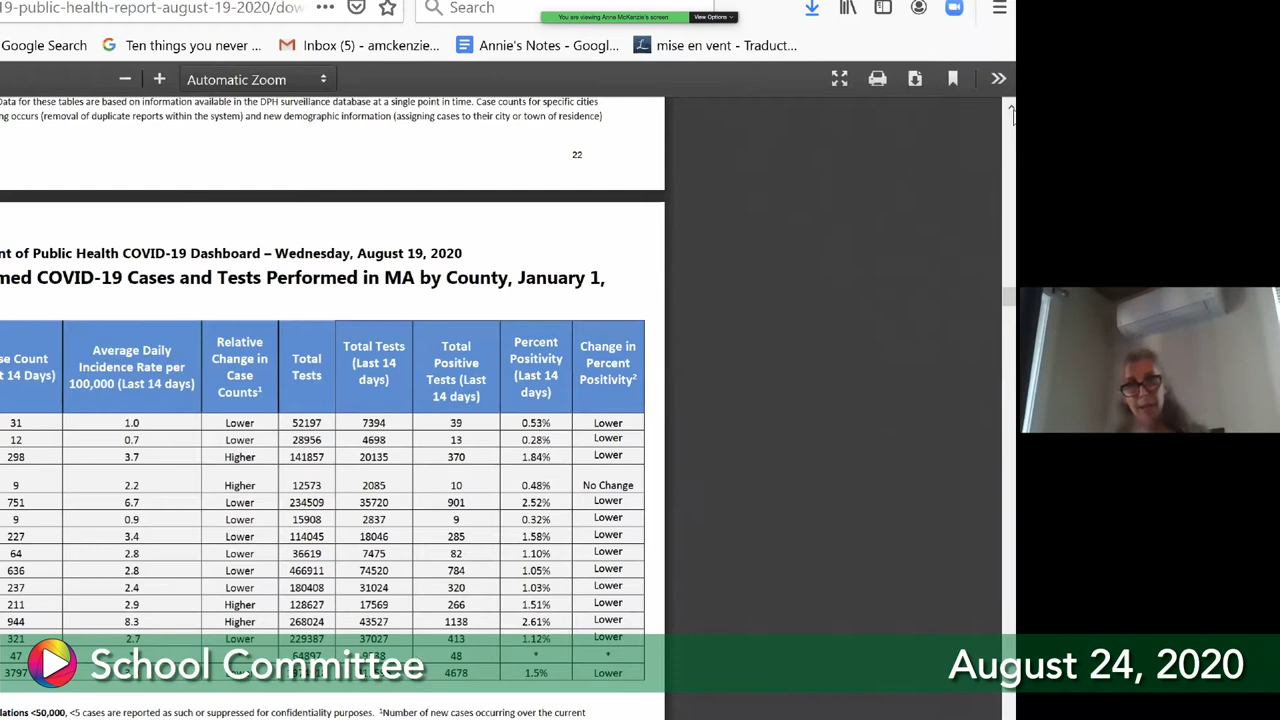 19-public-health-report-august-19-2020/dow
Search
You are viewing Anne McKenzie's screen
View Options
Google Search
Ten things you never ...
Inbox (5) - amckenzie...
Annie's Notes - Googl...
mise en vent - Traduct...
Automatic Zoom
Data for these tables are based on information available in the DPH surveillance database at a single point in time. Case counts for specific cities
ng occurs (removal of duplicate reports within the system) and new demographic information (assigning cases to their city or town of residence)
22
nt of Public Health COVID-19 Dashboard – Wednesday, August 19, 2020
med COVID-19 Cases and Tests Performed in MA by County, January 1,
se Count
t 14 Days)
Average Daily
Incidence Rate per
100,000 (Last 14 days)
Relative
Change in
Case
Counts¹
Total
Tests
Total Tests
(Last 14
days)
Total
Positive
Tests (Last
14 days)
Percent
Positivity
(Last 14
days)
Change in
Percent
Positivity²
31 1.0 Lower 52197 7394 39 0.53% Lower
12 0.7 Lower 28956 4698 13 0.28% Lower
298 3.7 Higher 141857 20135 370 1.84% Lower
9 2.2 Higher 12573 2085 10 0.48% No Change
751 6.7 Lower 234509 35720 901 2.52% Lower
9 0.9 Lower 15908 2837 9 0.32% Lower
227 3.4 Lower 114045 18046 285 1.58% Lower
64 2.8 Lower 36619 7475 82 1.10% Lower
636 2.8 Lower 466911 74520 784 1.05% Lower
237 2.4 Lower 180408 31024 320 1.03% Lower
211 2.9 Higher 128627 17569 266 1.51% Lower
944 8.3 Higher 268024 43527 1138 2.61% Lower
321 2.7 Lower 229387 37027 413 1.12% Lower
47 * 64897 48 * *
3797 Lower 4678 1.5% Lower
School Committee
August 24, 2020
lations <50,000, <5 cases are reported as such or suppressed for confidentiality purposes. ¹Number of new cases occurring over the current